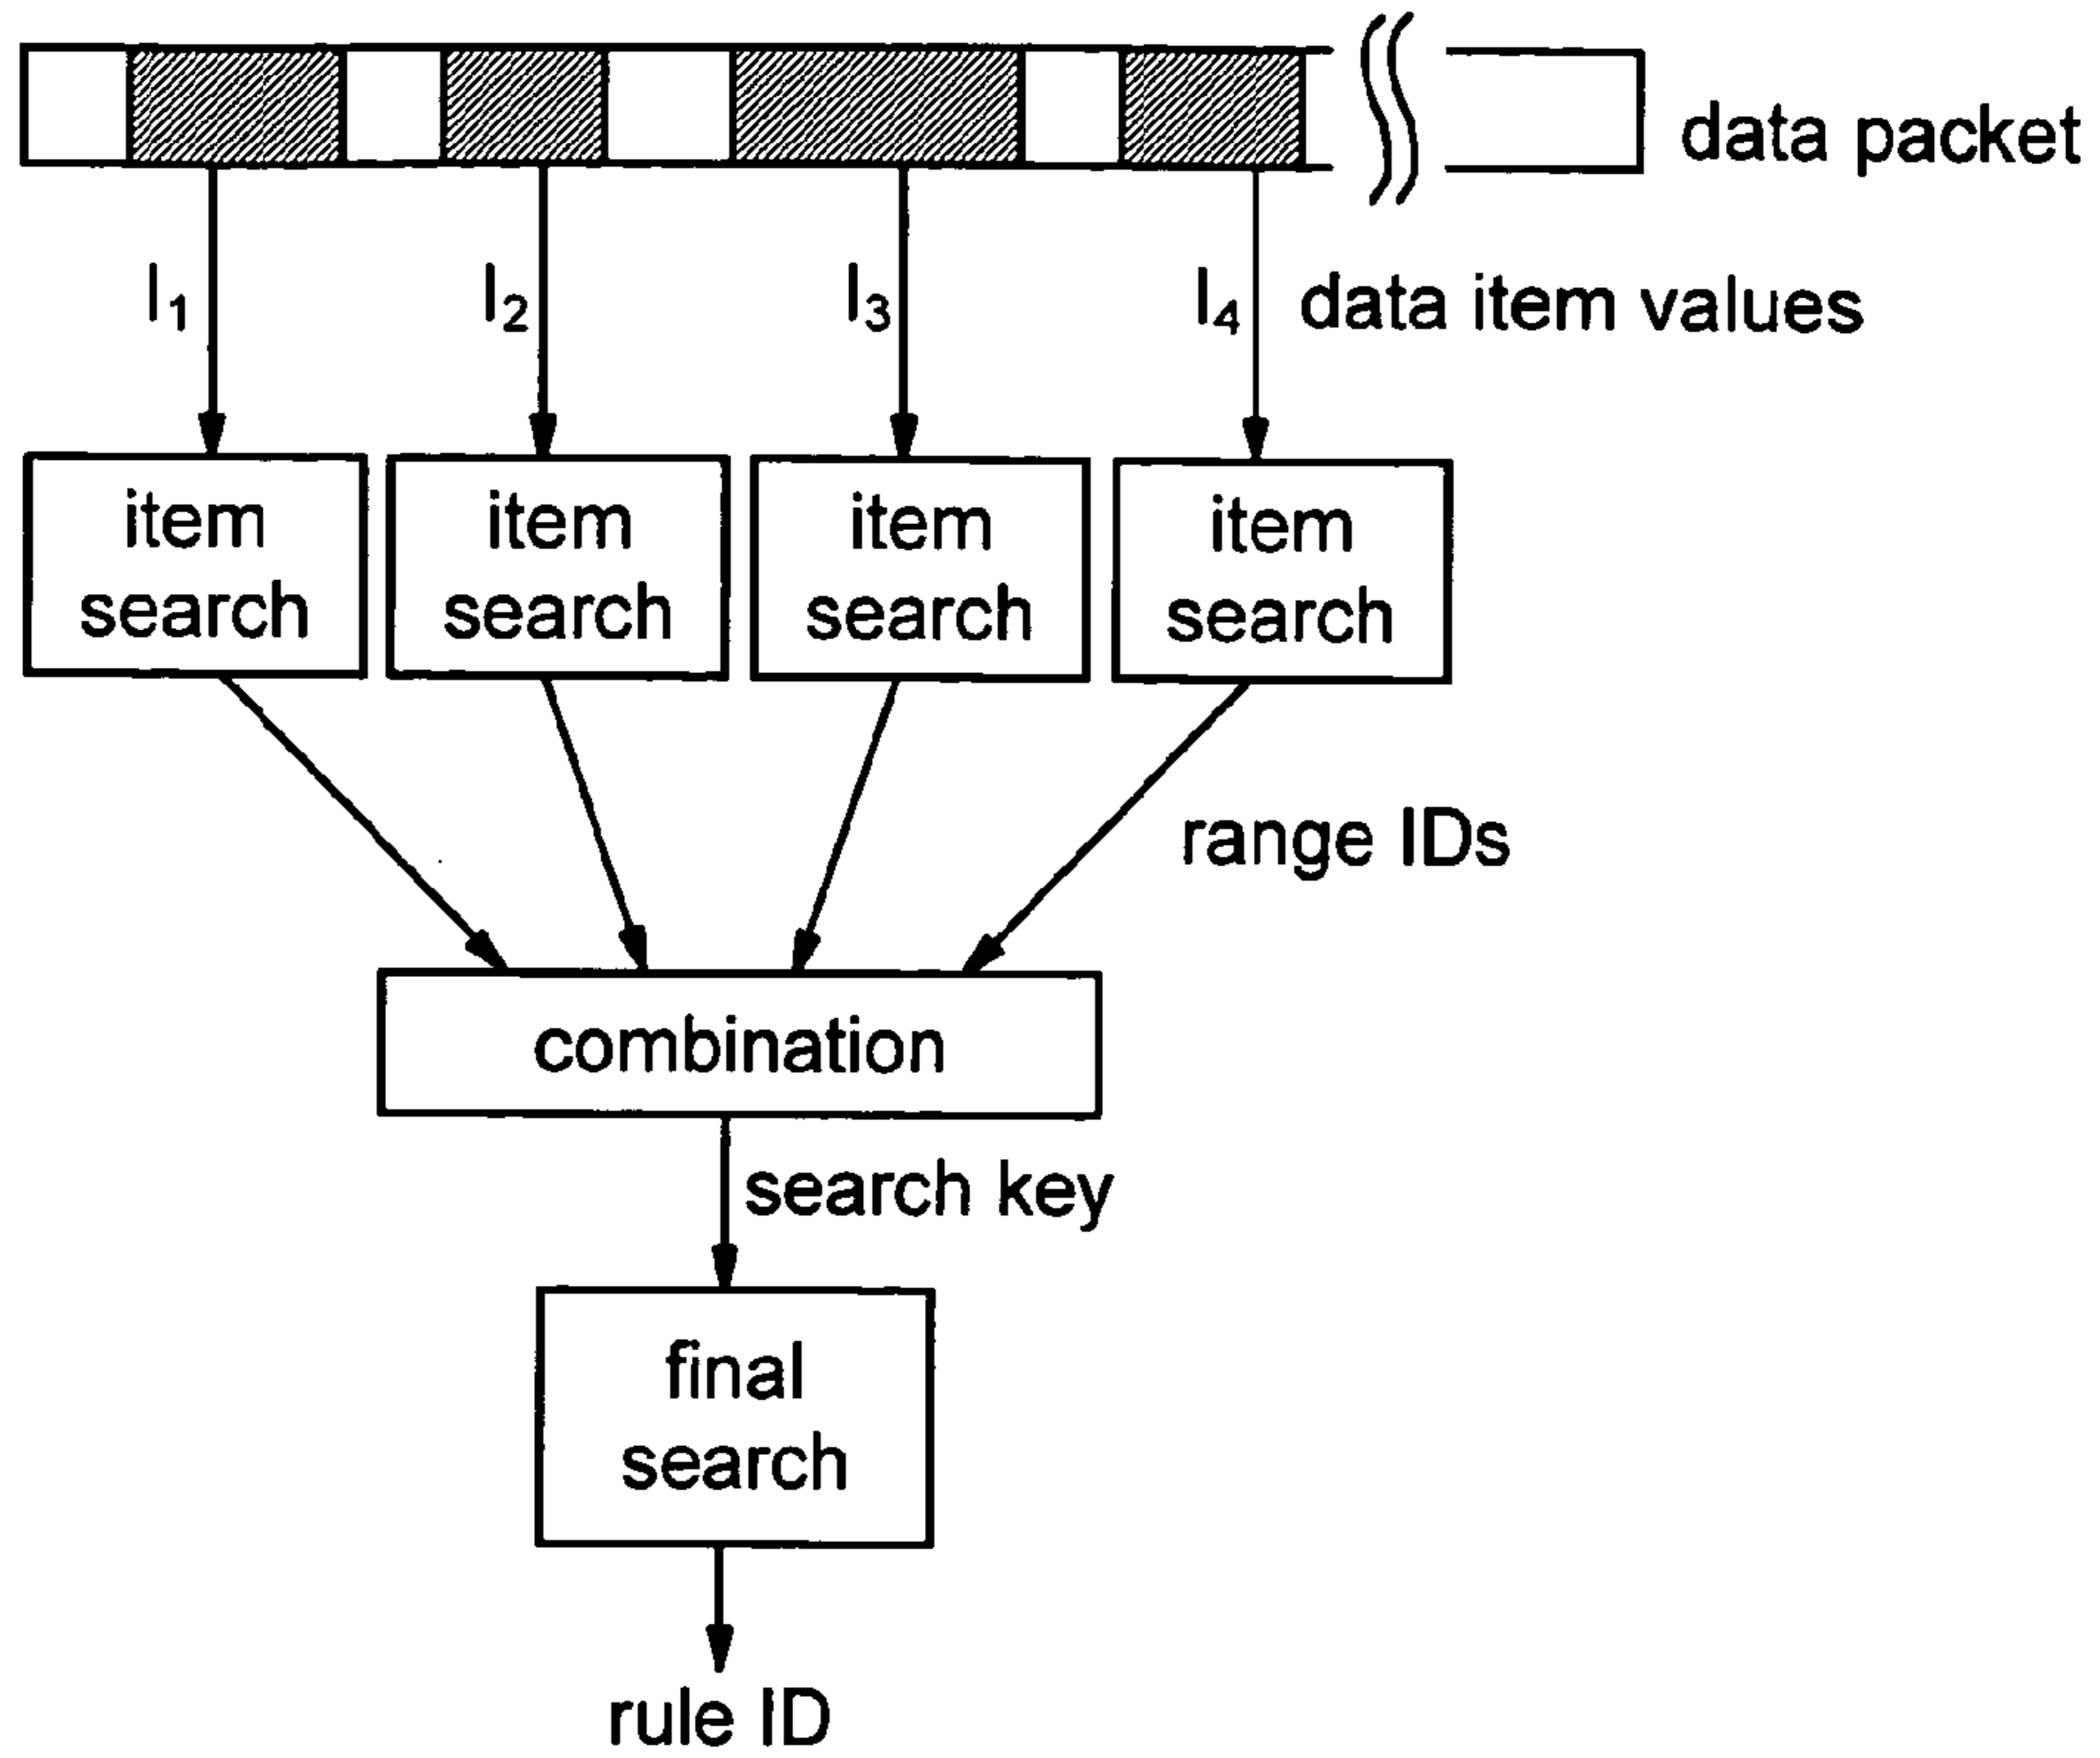 data packet
I1
I2
I3
I4
data item values
item
search
item
search
item
search
item
search
range IDs
combination
search key
final
search
rule ID